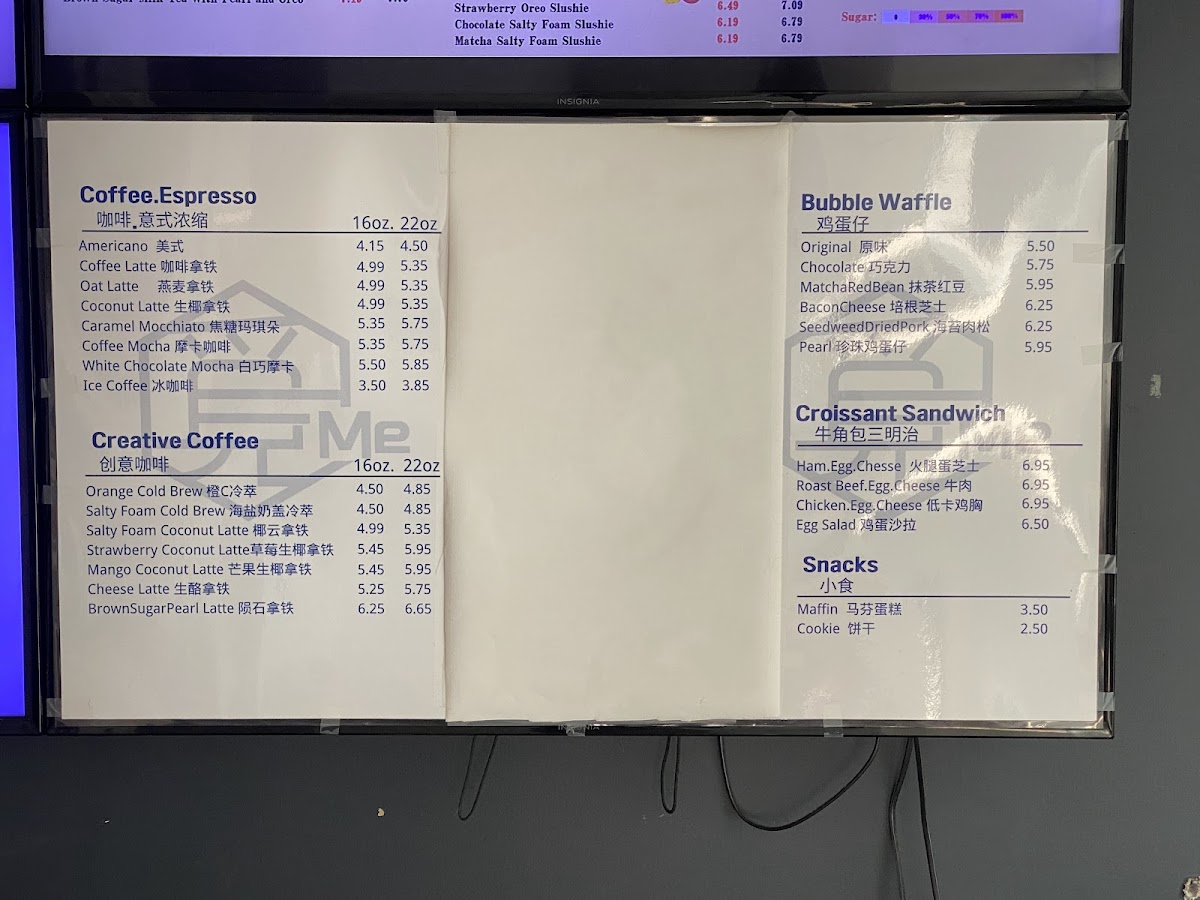 Strawberry Oreo Slushie 6.49 7.09
Chocolate Salty Foam Slushie 6.19 6.79
Matcha Salty Foam Slushie 6.19 6.79
Sugar: 0 30% 50% 70% 100%
INSIGNIA
Coffee.Espresso
咖啡.意式浓缩 16oz. 22oz
Americano 美式 4.15 4.50
Coffee Latte 咖啡拿铁 4.99 5.35
Oat Latte 燕麦拿铁 4.99 5.35
Coconut Latte 生椰拿铁 4.99 5.35
Caramel Mocchiato 焦糖玛琪朵 5.35 5.75
Coffee Mocha 摩卡咖啡 5.35 5.75
White Chocolate Mocha 白巧摩卡 5.50 5.85
Ice Coffee 冰咖啡 3.50 3.85
Me
Creative Coffee
创意咖啡 16oz. 22oz
Orange Cold Brew 橙C冷萃 4.50 4.85
Salty Foam Cold Brew 海盐奶盖冷萃 4.50 4.85
Salty Foam Coconut Latte 椰云拿铁 4.99 5.35
Strawberry Coconut Latte草莓生椰拿铁 5.45 5.95
Mango Coconut Latte 芒果生椰拿铁 5.45 5.95
Cheese Latte 生酪拿铁 5.25 5.75
BrownSugarPearl Latte 陨石拿铁 6.25 6.65
Bubble Waffle
鸡蛋仔
Original 原味 5.50
Chocolate 巧克力 5.75
MatchaRedBean 抹茶红豆 5.95
BaconCheese 培根芝士 6.25
SeedweedDriedPork 海苔肉松 6.25
Pearl 珍珠鸡蛋仔 5.95
Croissant Sandwich
牛角包三明治
Me
Ham.Egg.Chesse 火腿蛋芝士 6.95
Roast Beef.Egg.Cheese 牛肉 6.95
Chicken.Egg.Cheese 低卡鸡胸 6.95
Egg Salad 鸡蛋沙拉 6.50
Snacks
小食
Maffin 马芬蛋糕 3.50
Cookie 饼干 2.50
INSIGNIA